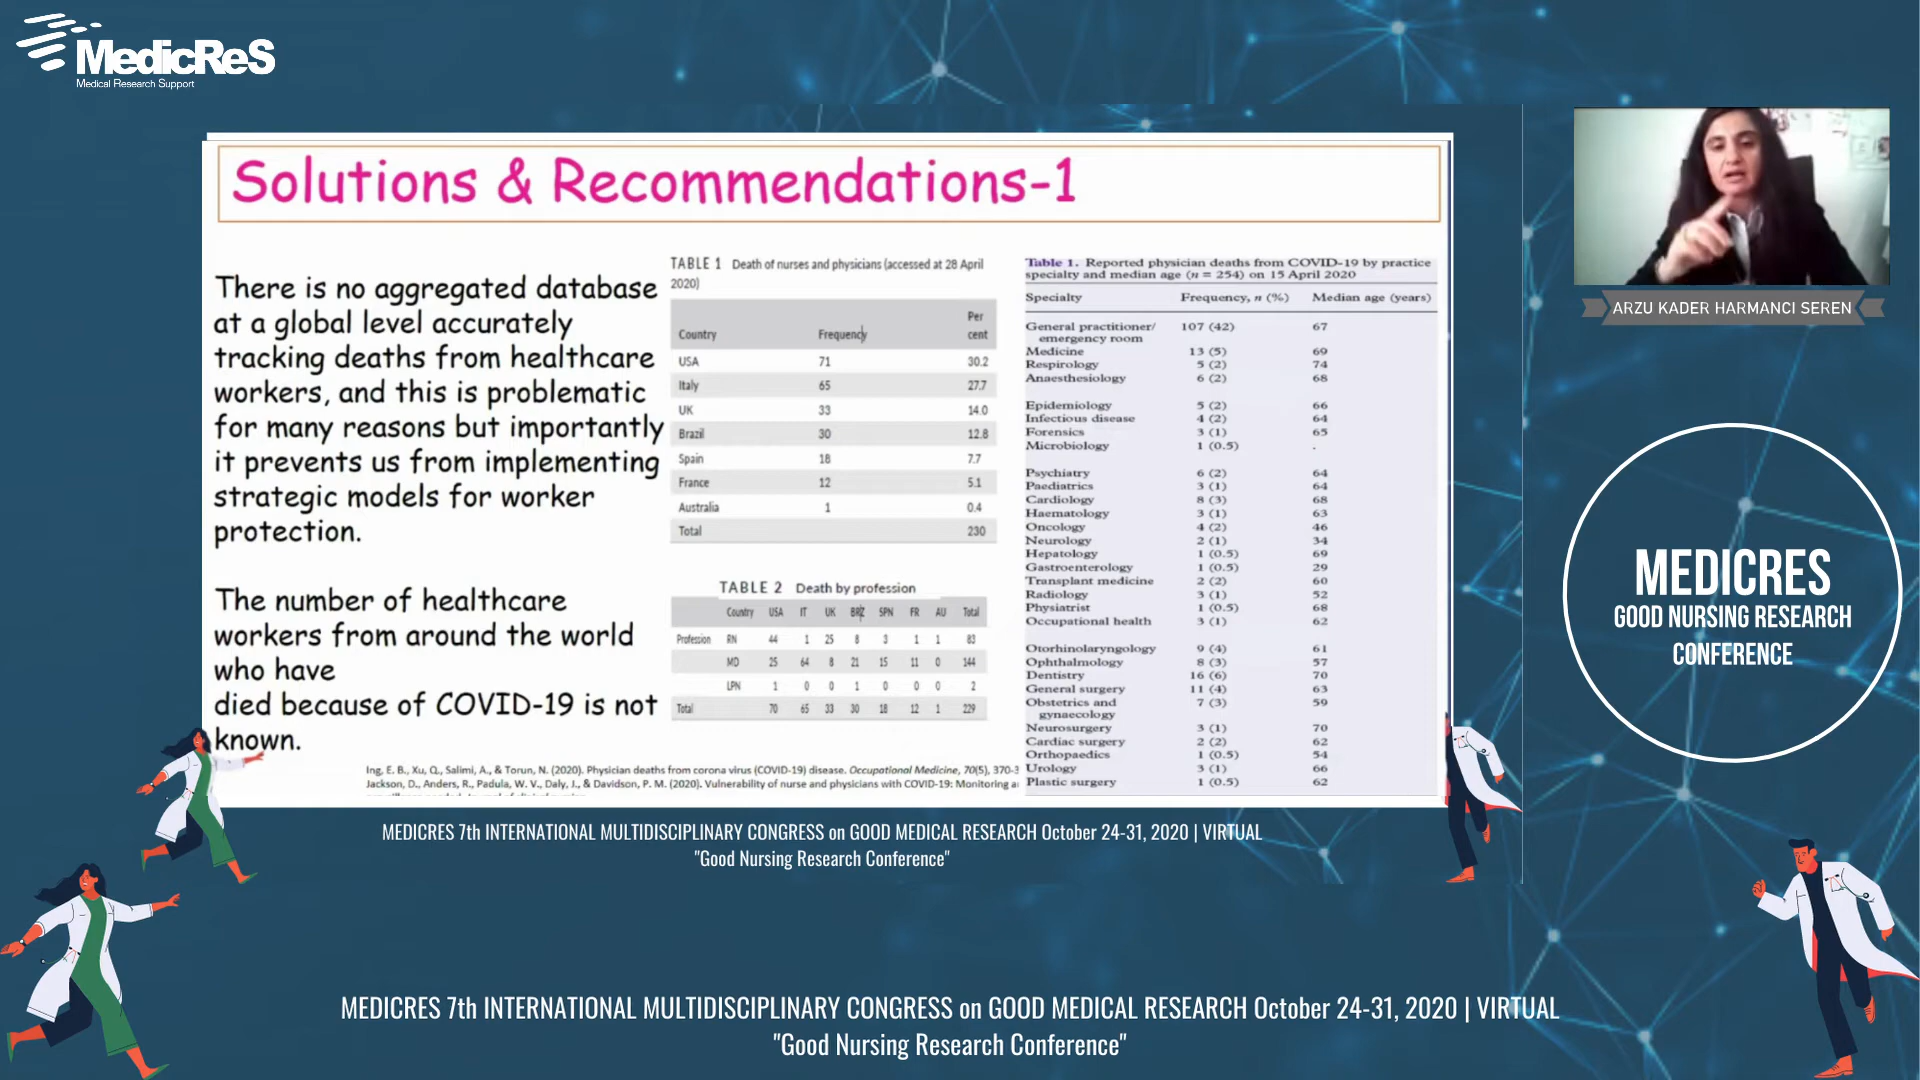 MedicReS
Medical Research Support
Solutions & Recommendations-1
There is no aggregated database
at a global level accurately
tracking deaths from healthcare
workers, and this is problematic
for many reasons but importantly
it prevents us from implementing
strategic models for worker
protection.
The number of healthcare
workers from around the world
who have
died because of COVID-19 is not
known.
TABLE 1 Death of nurses and physicians (accessed at 28 April
2020)
Country Frequency Per cent
USA 71 30.2
Italy 65 27.7
UK 33 14.0
Brazil 30 12.8
Spain 18 7.7
France 12 5.1
Australia 1 0.4
Total 230
TABLE 2 Death by profession
Country USA IT UK BRZ SPN FR AU Total
Profession RN 44 1 25 8 3 1 1 83
MD 25 64 8 21 15 11 0 144
LPN 1 0 0 1 0 0 0 2
Total 70 65 33 30 18 12 1 229
Table 1. Reported physician deaths from COVID-19 by practice
specialty and median age (n = 254) on 15 April 2020
Specialty Frequency, n (%) Median age (years)
General practitioner/ 107 (42) 67
emergency room
Medicine 13 (5) 69
Respirology 5 (2) 74
Anaesthesiology 6 (2) 68
Epidemiology 5 (2) 66
Infectious disease 4 (2) 64
Forensics 3 (1) 65
Microbiology 1 (0.5) .
Psychiatry 6 (2) 64
Paediatrics 3 (1) 64
Cardiology 8 (3) 68
Haematology 3 (1) 63
Oncology 4 (2) 46
Neurology 2 (1) 34
Hepatology 1 (0.5) 69
Gastroenterology 1 (0.5) 29
Transplant medicine 2 (2) 60
Radiology 3 (1) 52
Physiatrist 1 (0.5) 68
Occupational health 3 (1) 62
Otorhinolaryngology 9 (4) 61
Ophthalmology 8 (3) 57
Dentistry 16 (6) 70
General surgery 11 (4) 63
Obstetrics and 7 (3) 59
gynaecology
Neurosurgery 3 (1) 70
Cardiac surgery 2 (2) 62
Orthopaedics 1 (0.5) 54
Urology 3 (1) 66
Plastic surgery 1 (0.5) 62
Ing, E. B., Xu, Q., Salimi, A., & Torun, N. (2020). Physician deaths from corona virus (COVID-19) disease. Occupational Medicine, 70(5), 370-3
Jackson, D., Anders, R., Padula, W. V., Daly, J., & Davidson, P. M. (2020). Vulnerability of nurse and physicians with COVID-19: Monitoring a
MEDICRES 7th INTERNATIONAL MULTIDISCIPLINARY CONGRESS on GOOD MEDICAL RESEARCH October 24-31, 2020 | VIRTUAL
"Good Nursing Research Conference"
ARZU KADER HARMANCI SEREN
MEDICRES
GOOD NURSING RESEARCH
CONFERENCE
MEDICRES 7th INTERNATIONAL MULTIDISCIPLINARY CONGRESS on GOOD MEDICAL RESEARCH October 24-31, 2020 | VIRTUAL
"Good Nursing Research Conference"